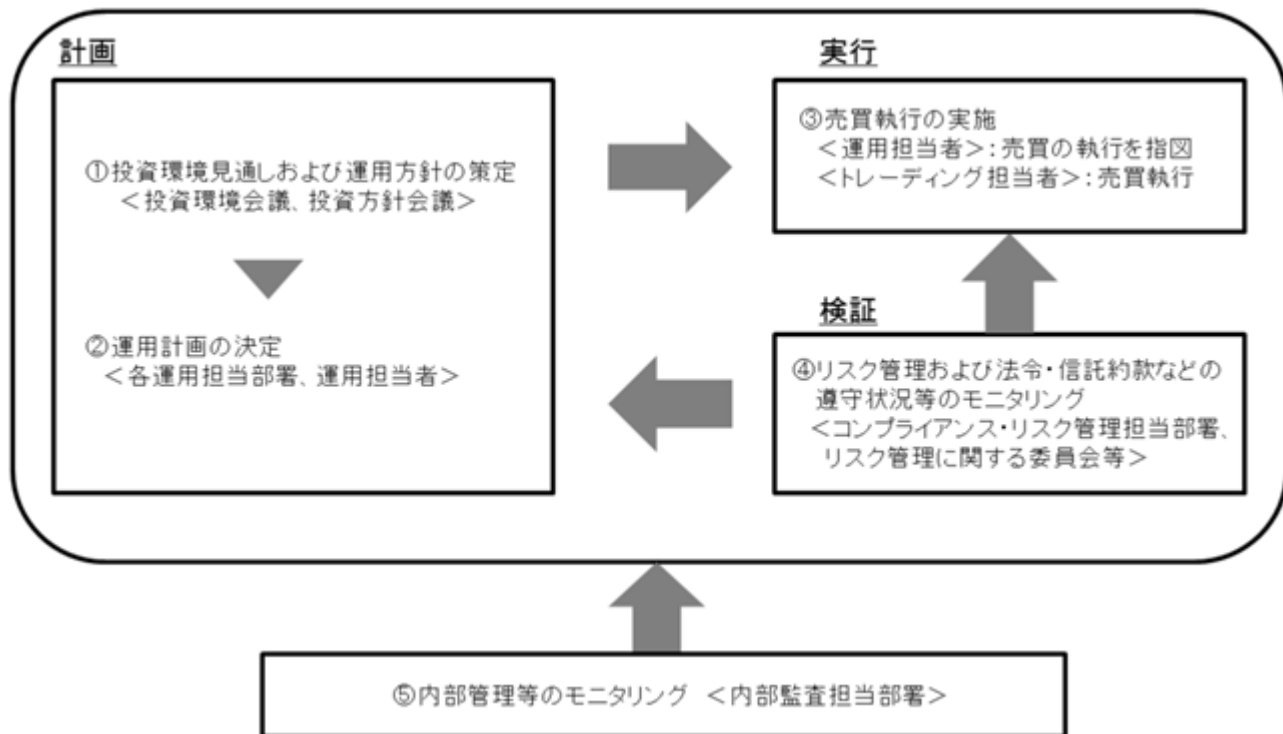 計画
①投資環境見通しおよび運用方針の策定
＜投資環境会議、投資方針会議＞
②運用計画の決定
＜各運用担当部署、運用担当者＞
実行
③売買執行の実施
＜運用担当者＞：売買の執行を指図
＜トレーディング担当者＞：売買執行
検証
④リスク管理および法令・信託約款などの
遵守状況等のモニタリング
＜コンプライアンス・リスク管理担当部署、
リスク管理に関する委員会等＞
⑤内部管理等のモニタリング ＜内部監査担当部署＞